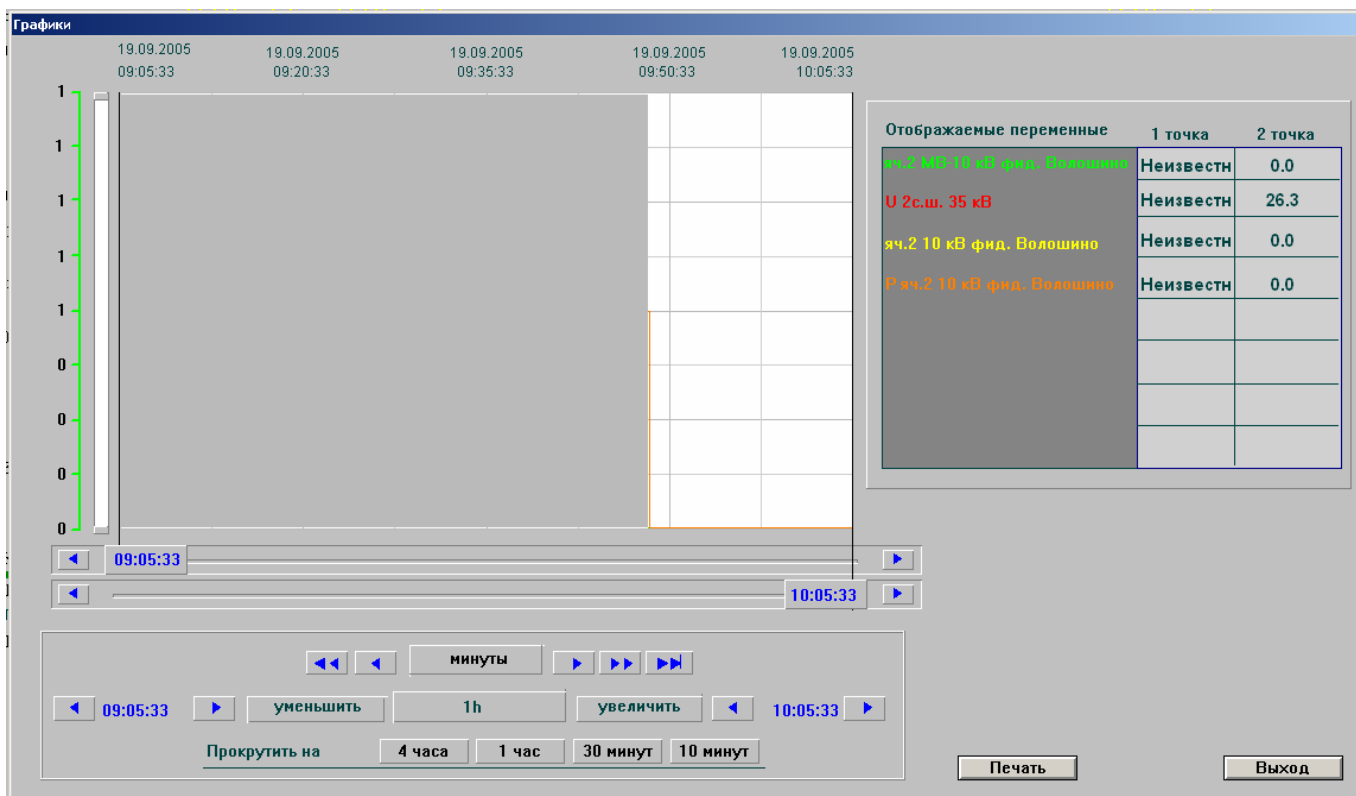 Графики
19.09.2005 19.09.2005 19.09.2005 19.09.2005 19.09.2005
09:05:33 09:20:33 09:35:33 09:50:33 10:05:33
1
1
1
1
1
0
0
0
0
Отображаемые переменные 1 точка 2 точка
яч.2 МВ-10 кВ фид. Волошино Неизвестн 0.0
U 2с.ш. 35 кВ Неизвестн 26.3
яч.2 10 кВ фид. Волошино Неизвестн 0.0
Р яч.2 10 кВ фид. Волошино Неизвестн 0.0
09:05:33
10:05:33
минуты
09:05:33 уменьшить 1h увеличить 10:05:33
Прокрутить на 4 часа 1 час 30 минут 10 минут
Печать Выход